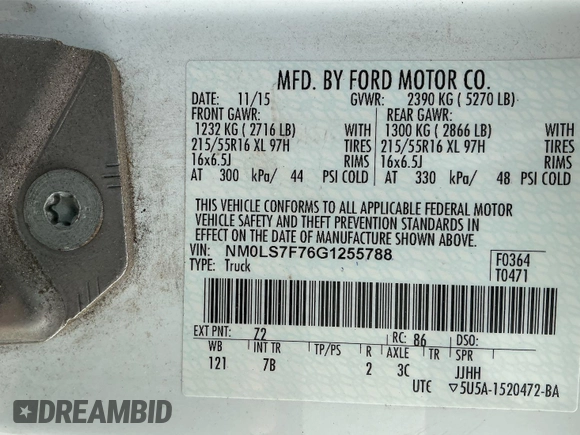 MFD. BY FORD MOTOR CO.
DATE: 11/15 GVWR: 2390 KG ( 5270 LB)
FRONT GAWR: REAR GAWR:
1232 KG ( 2716 LB) WITH 1300 KG ( 2866 LB) WITH
215/55R16 XL 97H TIRES 215/55R16 XL 97H TIRES
16x6.5J RIMS 16x6.5J RIMS
AT 300 kPa/ 44 PSI COLD AT 330 kPa/ 48 PSI COLD
THIS VEHICLE CONFORMS TO ALL APPLICABLE FEDERAL MOTOR
VEHICLE SAFETY AND THEFT PREVENTION STANDARDS IN EFFECT
ON THE DATE OF MANUFACTURE SHOWN ABOVE.
VIN: NM0LS7F76G1255788 F0364
TYPE: Truck T0471
EXT PNT: 72 RC: 86 DSO:
WB INT TR TP/PS R AXLE TR SPR
121 7B 2 3C JJHH
UTC ▽5U5A-1520472-BA
DREAMBID